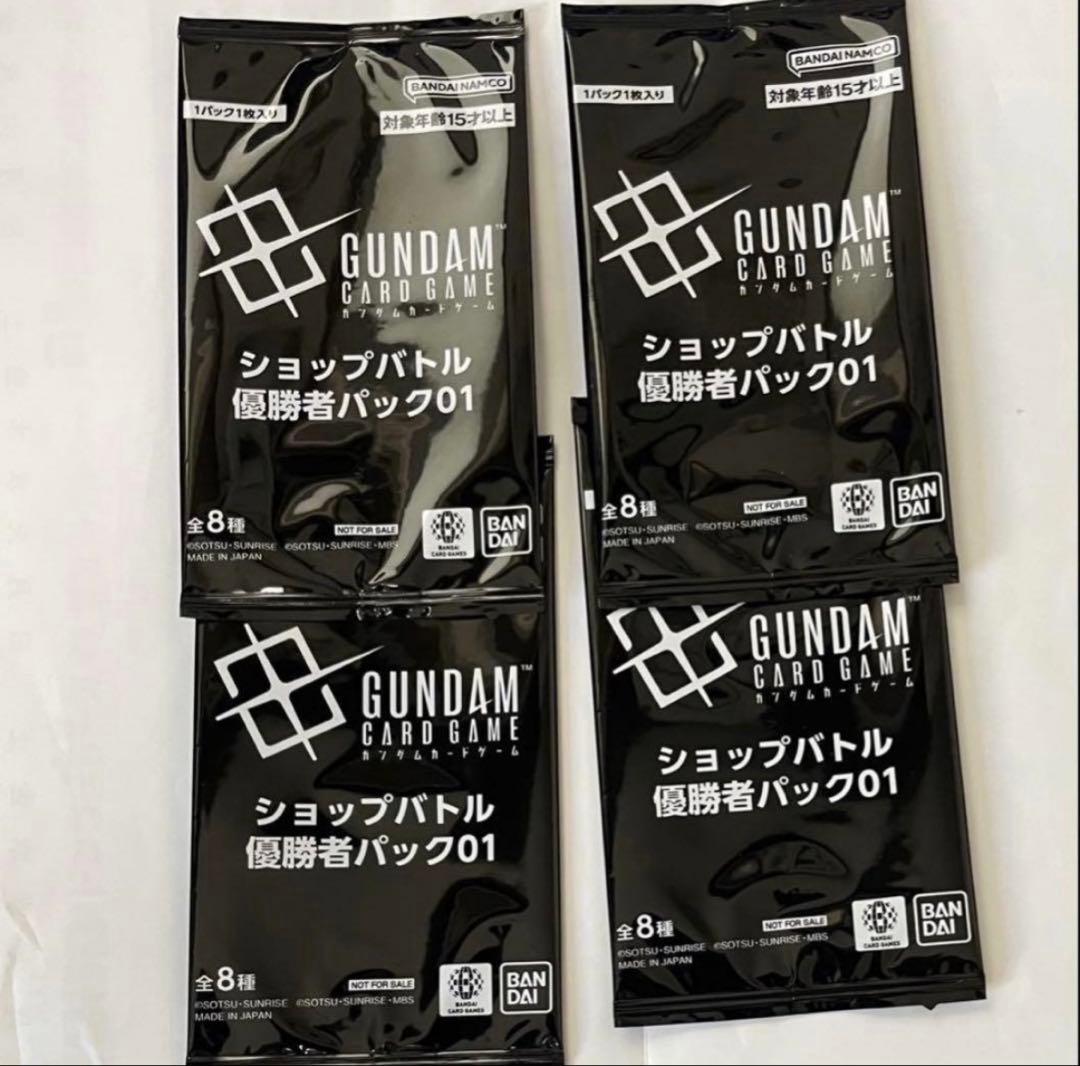 BANDAI NAMCO
1パック1枚入り
対象年齢15才以上
GUNDAM™
CARD GAME
ガンダムカードゲーム
ショップバトル
優勝者パック01
全8種
NOT FOR SALE
©SOTSU・SUNRISE ©SOTSU・SUNRISE・MBS
MADE IN JAPAN
BANDAI
CARD GAMES
BAN
DAI
BANDAI NAMCO
1パック1枚入り
対象年齢15才以上
GUNDAM™
CARD GAME
ガンダムカードゲーム
ショップバトル
優勝者パック01
全8種
NOT FOR SALE
©SOTSU・SUNRISE ©SOTSU・SUNRISE・MBS
MADE IN JAPAN
BANDAI
CARD GAMES
BAN
DAI
GUNDAM™
CARD GAME
ガンダムカードゲーム
ショップバトル
優勝者パック01
全8種
NOT FOR SALE
©SOTSU・SUNRISE ©SOTSU・SUNRISE・MBS
MADE IN JAPAN
BANDAI
CARD GAMES
BAN
DAI
GUNDAM™
CARD GAME
ガンダムカードゲーム
ショップバトル
優勝者パック01
全8種
NOT FOR SALE
©SOTSU・SUNRISE ©SOTSU・SUNRISE・MBS
MADE IN JAPAN
BANDAI
CARD GAMES
BAN
DAI